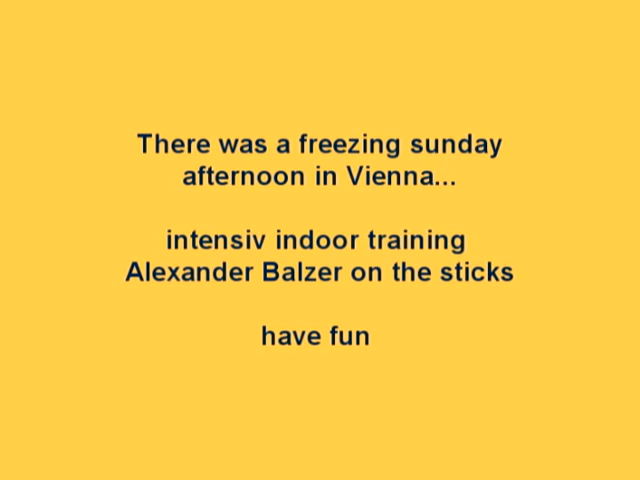 There was a freezing sunday
afternoon in Vienna...
intensiv indoor training
Alexander Balzer on the sticks
have fun